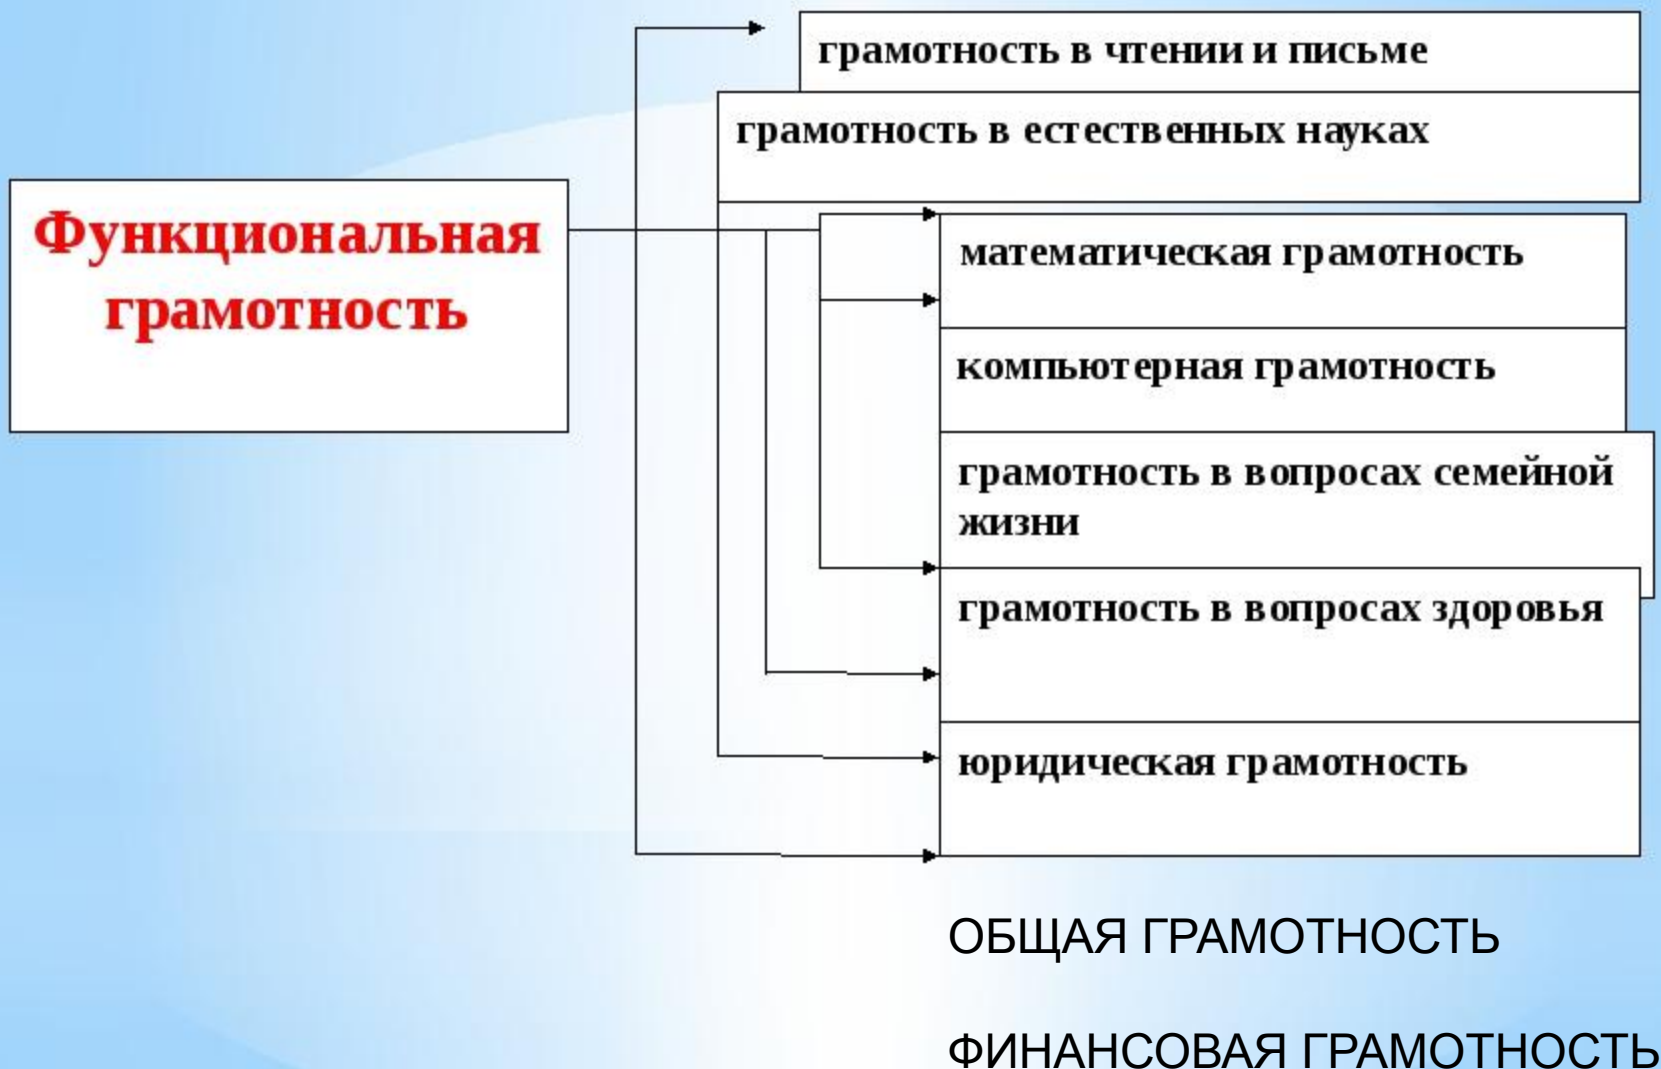 Функциональная
грамотность
грамотность в чтении и письме
грамотность в естественных науках
математическая грамотность
компьютерная грамотность
грамотность в вопросах семейной
жизни
грамотность в вопросах здоровья
юридическая грамотность
ОБЩАЯ ГРАМОТНОСТЬ
ФИНАНСОВАЯ ГРАМОТНОСТЬ